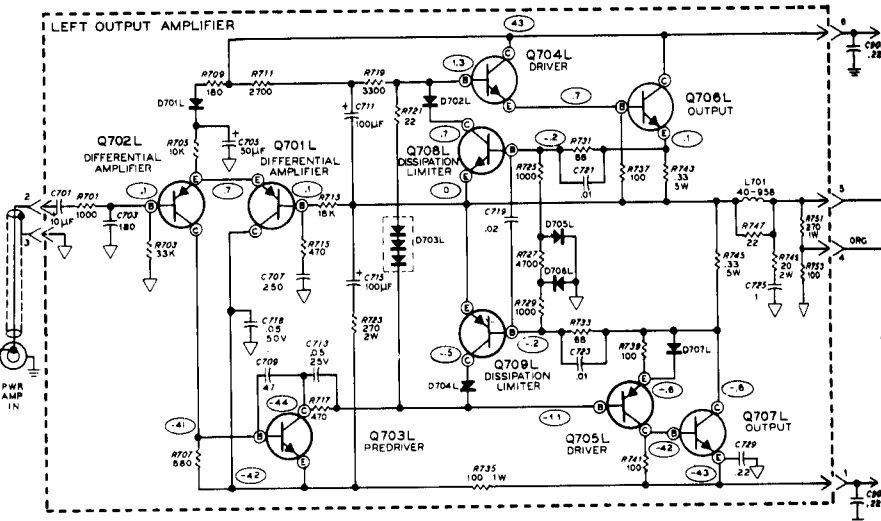 LEFT OUTPUT AMPLIFIER
43
6
1.3
Q704L
DRIVER
R709
180
R711
2700
R719
3300
D701L
D702L
.7
Q706L
OUTPUT
C711
100µF
R721
22
C705
50µF
R705
10K
Q702L
DIFFERENTIAL
AMPLIFIER
Q701L
DIFFERENTIAL
AMPLIFIER
.7
Q708L
DISSIPATION
LIMITER
-.2
R731
68
.1
R725
1000
C721
.01
R737
100
R743
.33
5W
2
C701
10µF
R701
1000
.1
.7
.1
R713
18K
0
L701
40-958
5
3
C703
180
R703
33K
R715
470
C719
.02
D705L
D703L
R727
4700
D706L
R729
1000
R745
.33
5W
R747
22
R751
270
1W
ORG
4
R749
20
2W
R753
100
C725
.1
C707
250
C715
100µF
R723
270
2W
C718
.05
50V
C709
47
C713
.05
25V
-.5
Q709L
DISSIPATION
LIMITER
-.2
R733
68
C723
.01
R739
100
D707L
PWR
AMP
IN
-44
D704L
-.6
-.6
R717
470
-41
-1.1
Q703L
PREDRIVER
Q705L
DRIVER
Q707L
OUTPUT
R707
680
-42
R735
100 1W
R741
100
-42
-43
C729
.22
1
.22